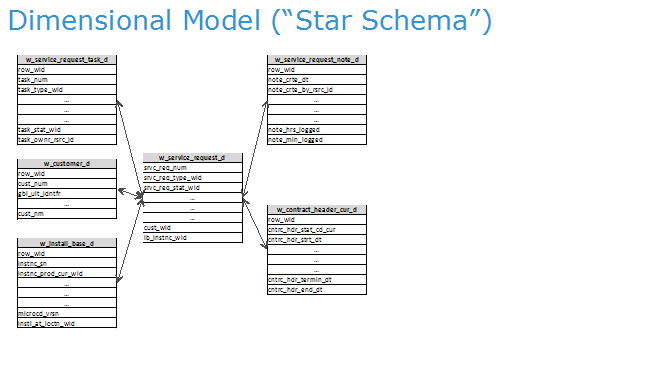 Dimensional Model (“Star Schema”)
w_service_request_task_d
row_wid
task_num
task_type_wid
...
...
...
task_stat_wid
task_ownr_rsrc_id
w_customer_d
row_wid
cust_num
gbl_ult_idntfr
...
cust_nm
w_install_base_d
row_wid
instnc_sn
instnc_prod_cur_wid
...
...
...
microcd_vrsn
instl_at_loctn_wid
w_service_request_d
srvc_req_num
srvc_req_type_wid
srvc_req_stat_wid
...
...
...
cust_wid
ib_instnc_wid
w_service_request_note_d
row_wid
note_crte_dt
note_crte_by_rsrc_id
...
...
...
note_hrs_logged
note_min_logged
w_contract_header_cur_d
row_wid
cntrc_hdr_stat_cd_cur
cntrc_hdr_strt_dt
...
...
...
cntrc_hdr_termin_dt
cntrc_hdr_end_dt